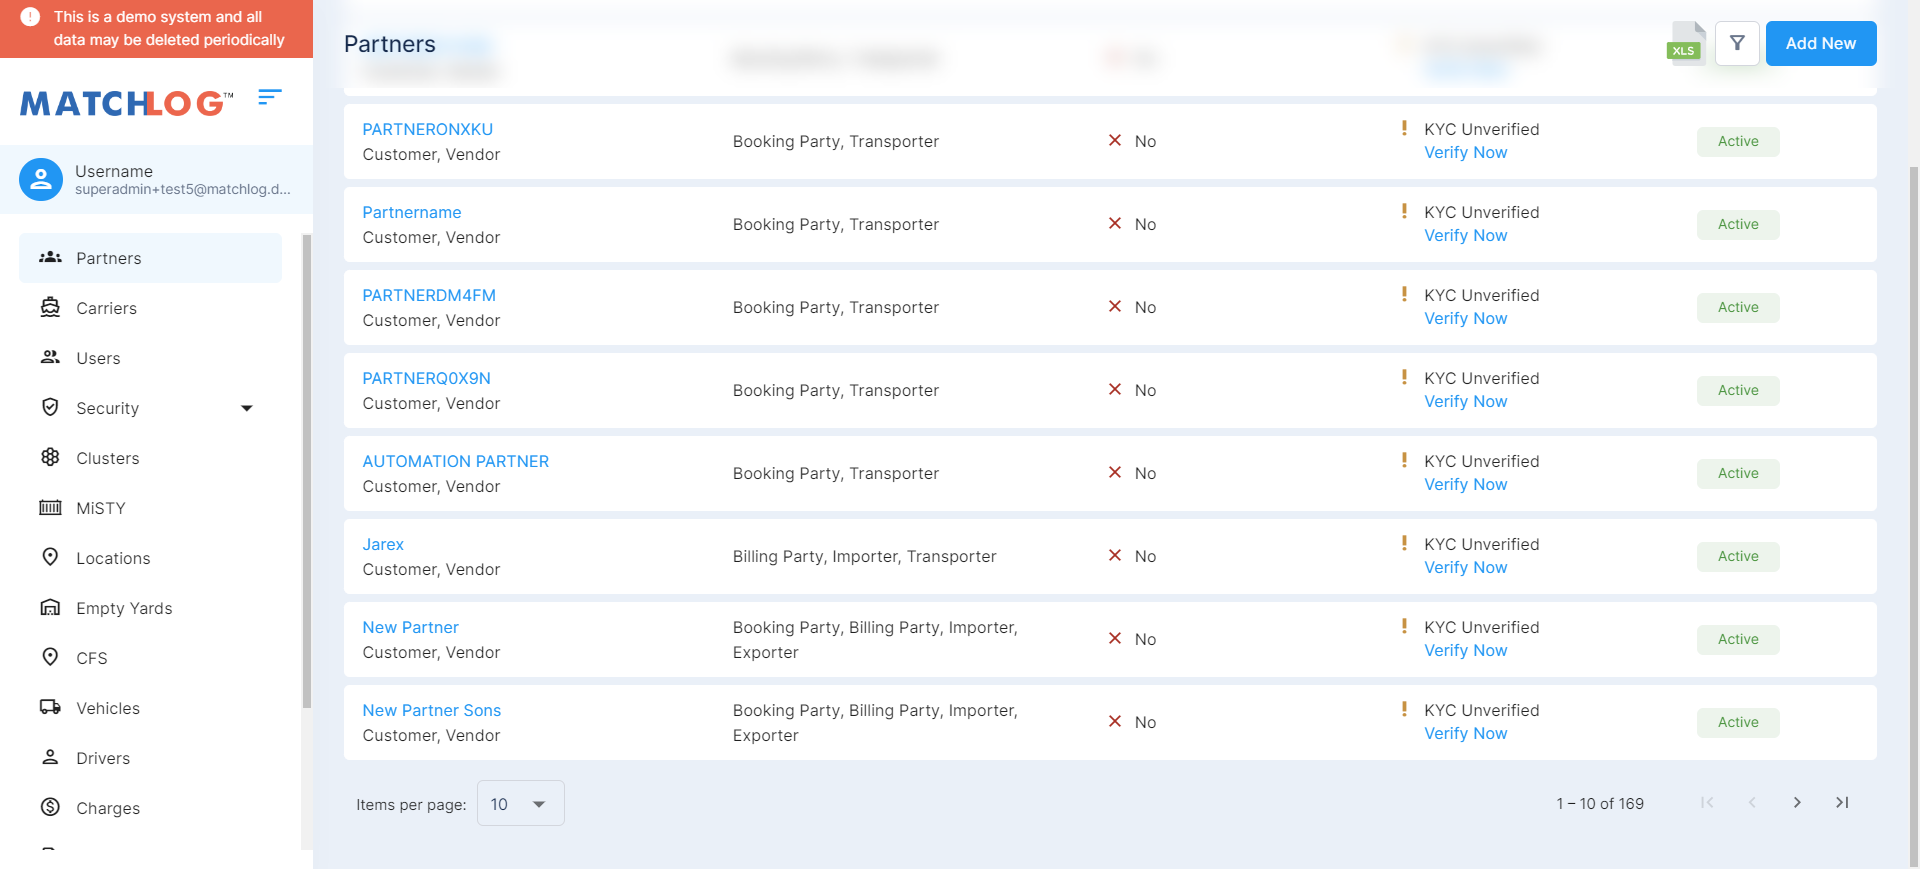 This is a demo system and all
data may be deleted periodically
MATCHLOG™
Username
superadmin+test5@matchlog.d...
Partners
Carriers
Users
Security
Clusters
MiSTY
Locations
Empty Yards
CFS
Vehicles
Drivers
Charges
Partners
XLS
Add New
PARTNERONXKU
Customer, Vendor
Booking Party, Transporter
No
KYC Unverified
Verify Now
Active
Partnername
Customer, Vendor
Booking Party, Transporter
No
KYC Unverified
Verify Now
Active
PARTNERDM4FM
Customer, Vendor
Booking Party, Transporter
No
KYC Unverified
Verify Now
Active
PARTNERQ0X9N
Customer, Vendor
Booking Party, Transporter
No
KYC Unverified
Verify Now
Active
AUTOMATION PARTNER
Customer, Vendor
Booking Party, Transporter
No
KYC Unverified
Verify Now
Active
Jarex
Customer, Vendor
Billing Party, Importer, Transporter
No
KYC Unverified
Verify Now
Active
New Partner
Customer, Vendor
Booking Party, Billing Party, Importer,
Exporter
No
KYC Unverified
Verify Now
Active
New Partner Sons
Customer, Vendor
Booking Party, Billing Party, Importer,
Exporter
No
KYC Unverified
Verify Now
Active
Items per page: 10
1 – 10 of 169